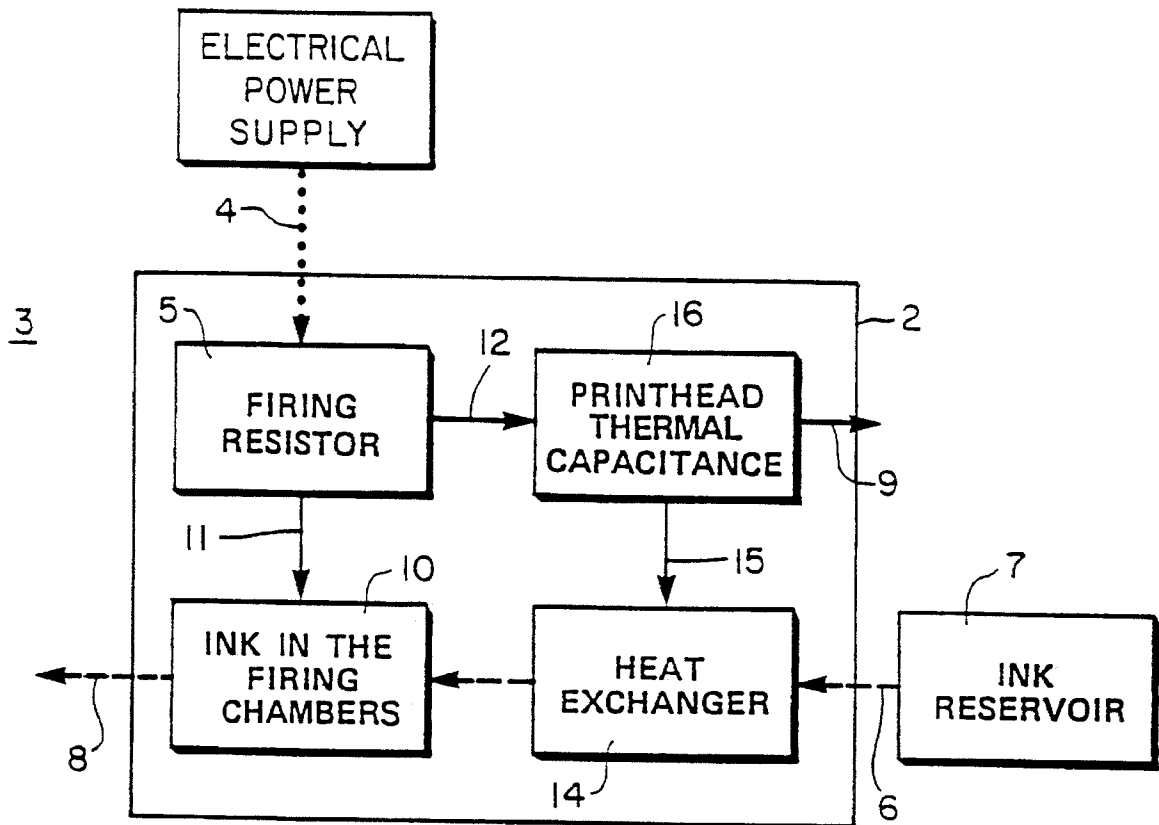 ELECTRICAL
POWER
SUPPLY
4
3
5
16
2
12
FIRING
RESISTOR
PRINTHEAD
THERMAL
CAPACITANCE
9
11
15
10
7
INK IN THE
FIRING
CHAMBERS
HEAT
EXCHANGER
INK
RESERVOIR
8
14
6